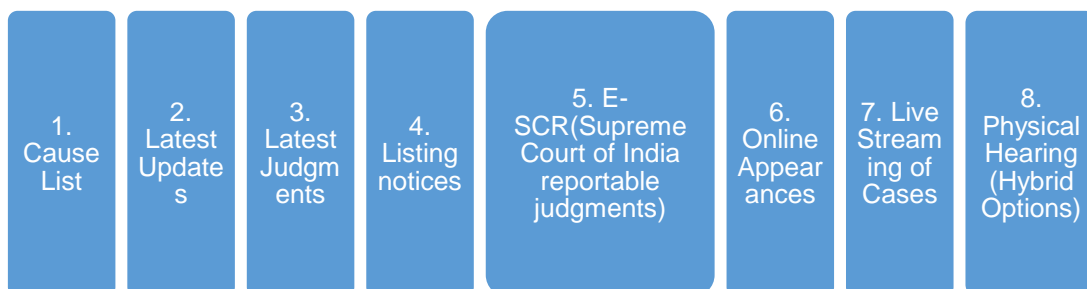 1.
Cause
List
2.
Latest
Update
s
3.
Latest
Judgm
ents
4.
Listing
notices
5. E-
SCR(Supreme
Court of India
reportable
judgments)
6.
Online
Appear
ances
7. Live
Stream
ing of
Cases
8.
Physical
Hearing
(Hybrid
Options)